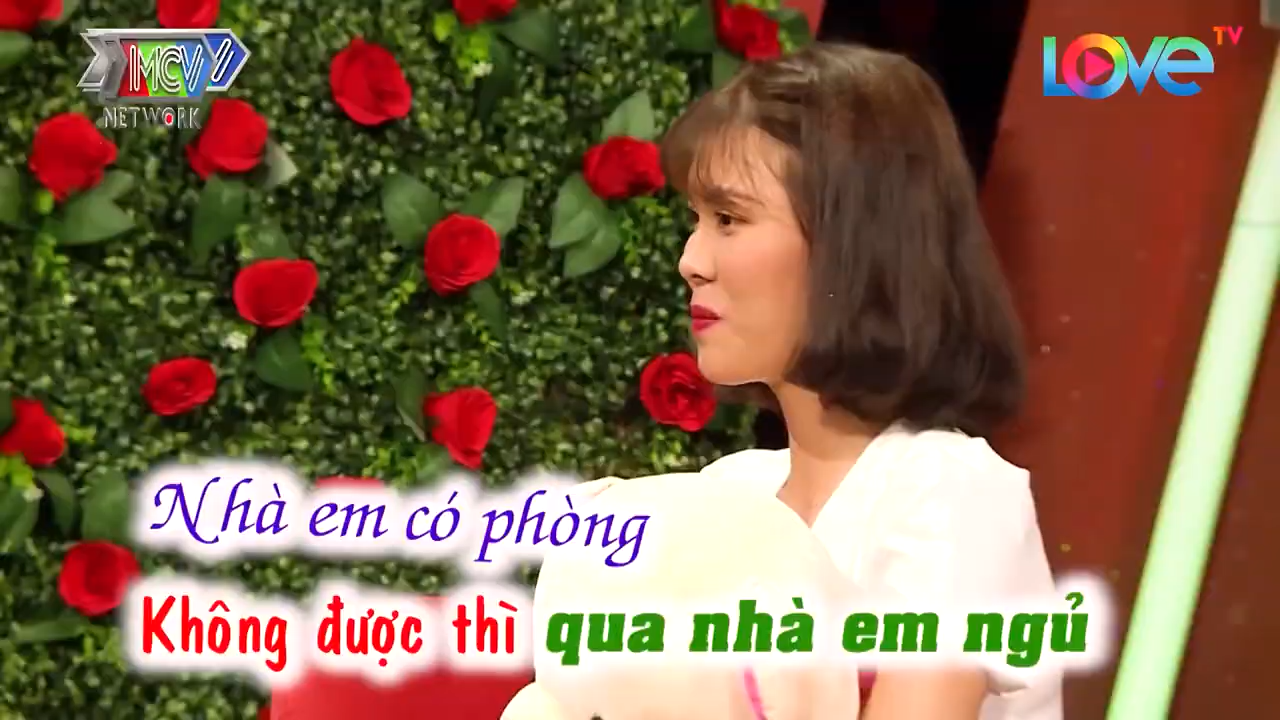 MCV
NETWORK
LOVE TV
Nhà em có phòng
Không được thì qua nhà em ngủ